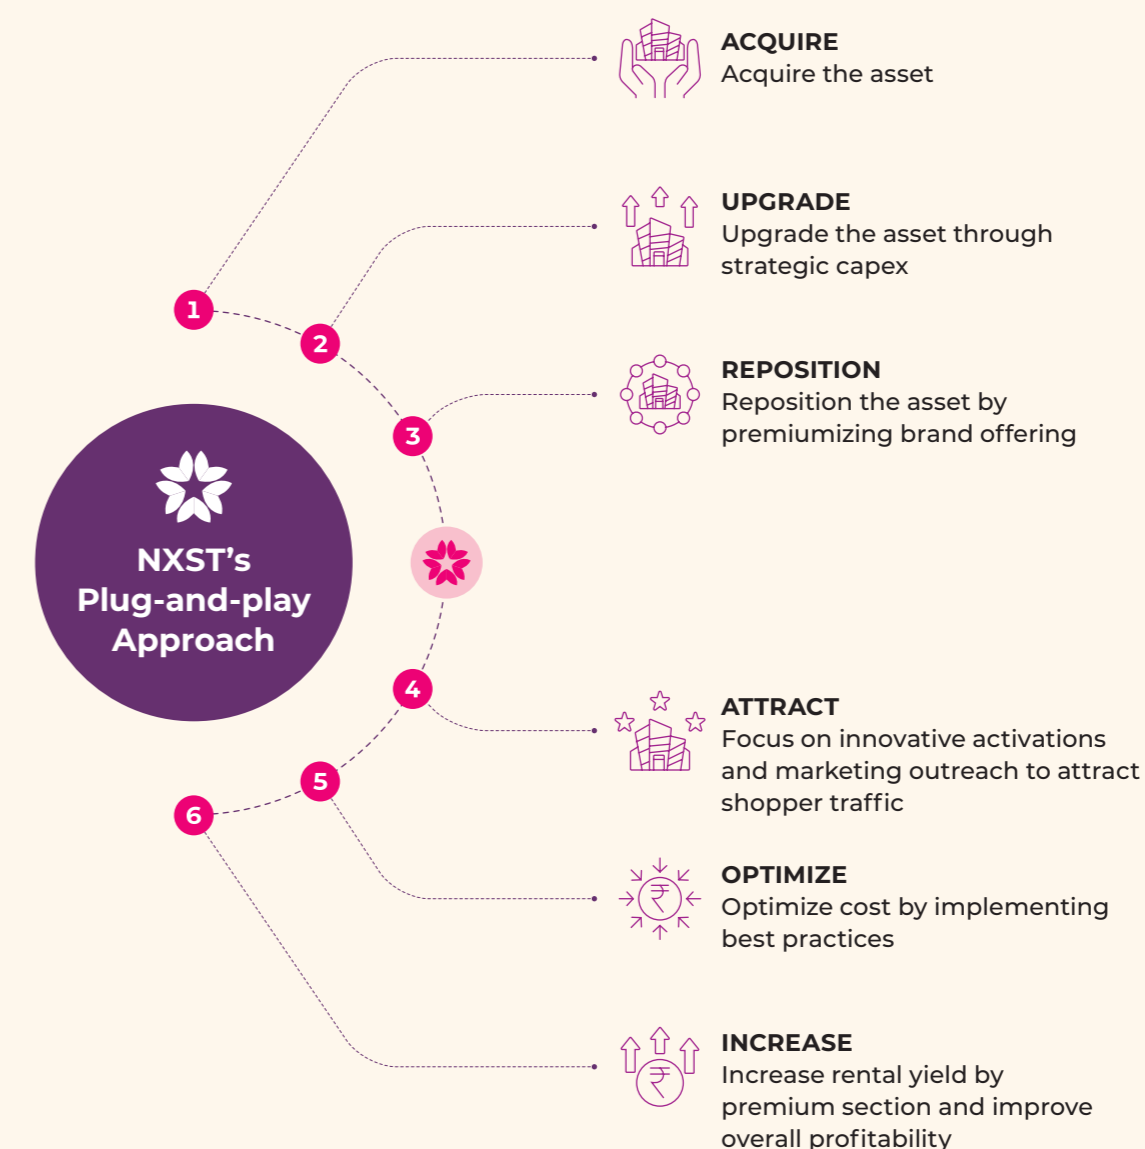 NXST’s
Plug-and-play
Approach
1
ACQUIRE
Acquire the asset
2
UPGRADE
Upgrade the asset through
strategic capex
3
REPOSITION
Reposition the asset by
premiumizing brand offering
4
ATTRACT
Focus on innovative activations
and marketing outreach to attract
shopper traffic
5
OPTIMIZE
₹
Optimize cost by implementing
best practices
6
INCREASE
₹
Increase rental yield by
premium section and improve
overall profitability